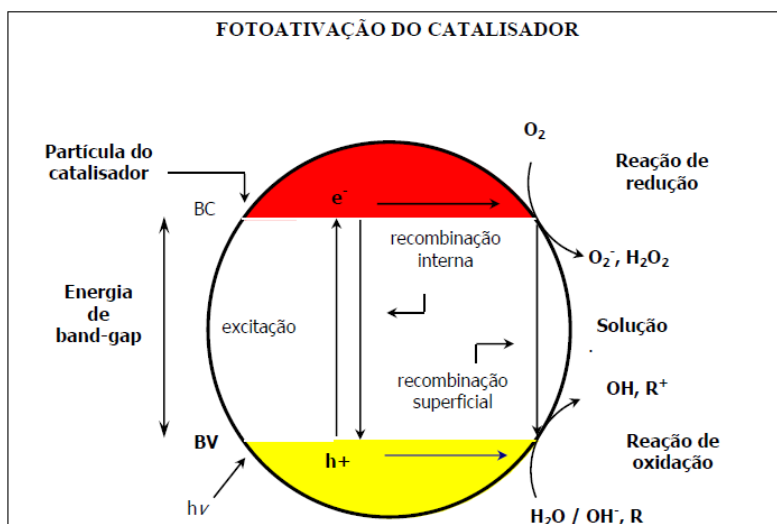 FOTOATIVAÇÃO DO CATALISADOR
O₂
Partícula do
catalisador
Reação de
redução
BC
e⁻
recombinação
interna
O₂⁻, H₂O₂
Energia
de
band-gap
excitação
Solução
recombinação
superficial
OH, R⁺
BV
h+
Reação de
oxidação
hν
H₂O / OH⁻, R